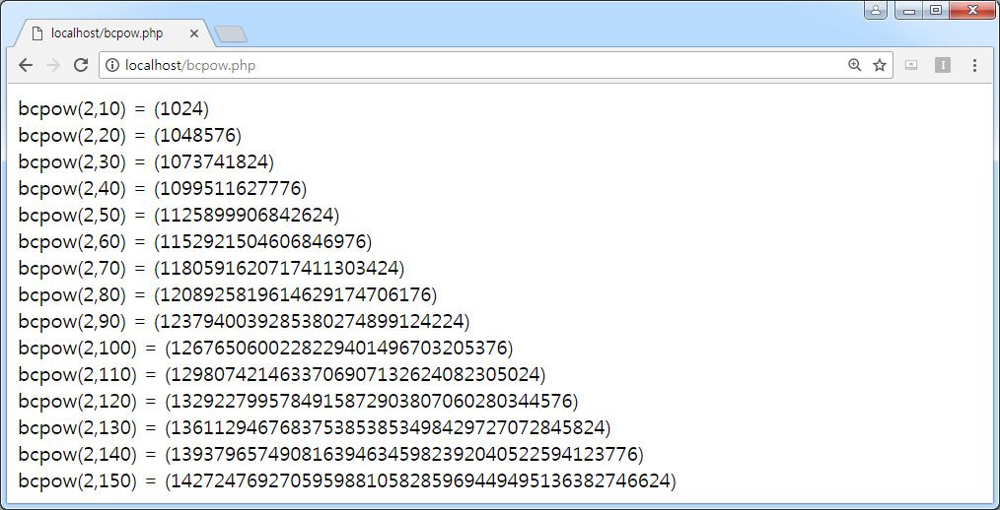 localhost/bcpow.php
localhost/bcpow.php
I
bcpow(2,10) = (1024)
bcpow(2,20) = (1048576)
bcpow(2,30) = (1073741824)
bcpow(2,40) = (1099511627776)
bcpow(2,50) = (1125899906842624)
bcpow(2,60) = (1152921504606846976)
bcpow(2,70) = (1180591620717411303424)
bcpow(2,80) = (1208925819614629174706176)
bcpow(2,90) = (1237940039285380274899124224)
bcpow(2,100) = (1267650600228229401496703205376)
bcpow(2,110) = (1298074214633706907132624082305024)
bcpow(2,120) = (1329227995784915872903807060280344576)
bcpow(2,130) = (1361129467683753853853498429727072845824)
bcpow(2,140) = (1393796574908163946345982392040522594123776)
bcpow(2,150) = (1427247692705959881058285969449495136382746624)